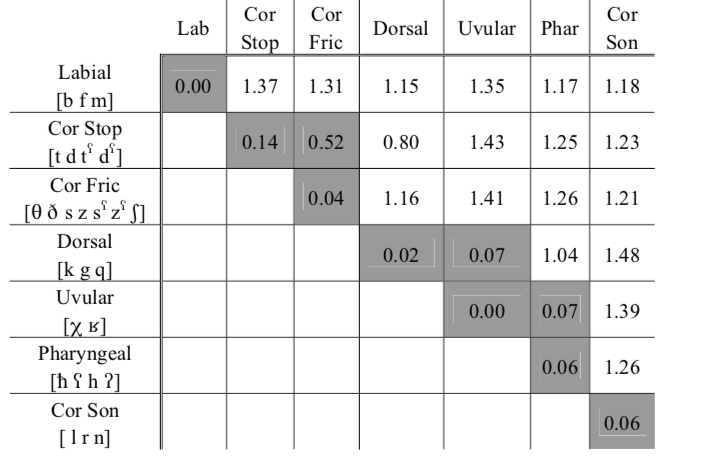 Lab Cor Stop Cor Fric Dorsal Uvular Phar Cor Son
Labial [b f m] 0.00 1.37 1.31 1.15 1.35 1.17 1.18
Cor Stop [t d tˤ dˤ] 0.14 0.52 0.80 1.43 1.25 1.23
Cor Fric [θ ð s z sˤ zˤ ʃ] 0.04 1.16 1.41 1.26 1.21
Dorsal [k g q] 0.02 0.07 1.04 1.48
Uvular [χ ʁ] 0.00 0.07 1.39
Pharyngeal [ħ ʕ h ʔ] 0.06 1.26
Cor Son [ l r n] 0.06